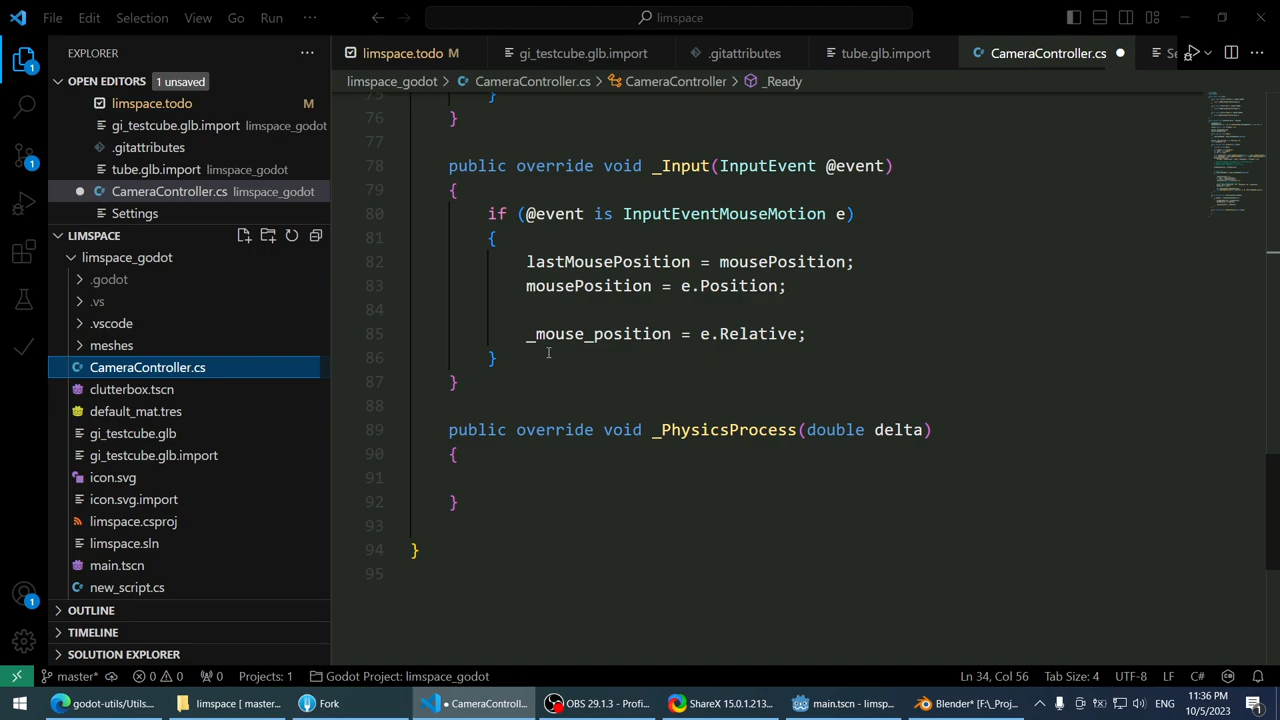 File Edit Selection View Go Run ··· limspace
EXPLORER
OPEN EDITORS 1 unsaved
limspace.todo M
gi_testcube.glb.import limspace_godot
.gitattributes
tube.glb.import limspace_godot
CameraController.cs limspace_godot
Settings
LIMSPACE
limspace_godot
.godot
.vs
.vscode
meshes
CameraController.cs
clutterbox.tscn
default_mat.tres
gi_testcube.glb
gi_testcube.glb.import
icon.svg
icon.svg.import
limspace.csproj
limspace.sln
main.tscn
new_script.cs
OUTLINE
TIMELINE
SOLUTION EXPLORER
1
1
1
limspace.todo M gi_testcube.glb.import .gitattributes tube.glb.import CameraController.cs Se
limspace_godot > CameraController.cs > CameraController > _Ready
75 }
76 }
77
78 public override void _Input(InputEvent @event)
79 {
80 if (@event is InputEventMouseMotion e)
81 {
82 lastMousePosition = mousePosition;
83 mousePosition = e.Position;
84
85 _mouse_position = e.Relative;
86 }
87 }
88
89 public override void _PhysicsProcess(double delta)
90 {
91
92 }
93
94 }
95
master* 0 0 0 Projects: 1 Godot Project: limspace_godot Ln 34, Col 56 Tab Size: 4 UTF-8 LF C#
godot-utils/Utils... limspace [ master... Fork ● CameraControll... OBS 29.1.3 - Profi... ShareX 15.0.1.213... main.tscn - limsp... Blender* [E:\_Proj... 11:36 PM
10/5/2023 1